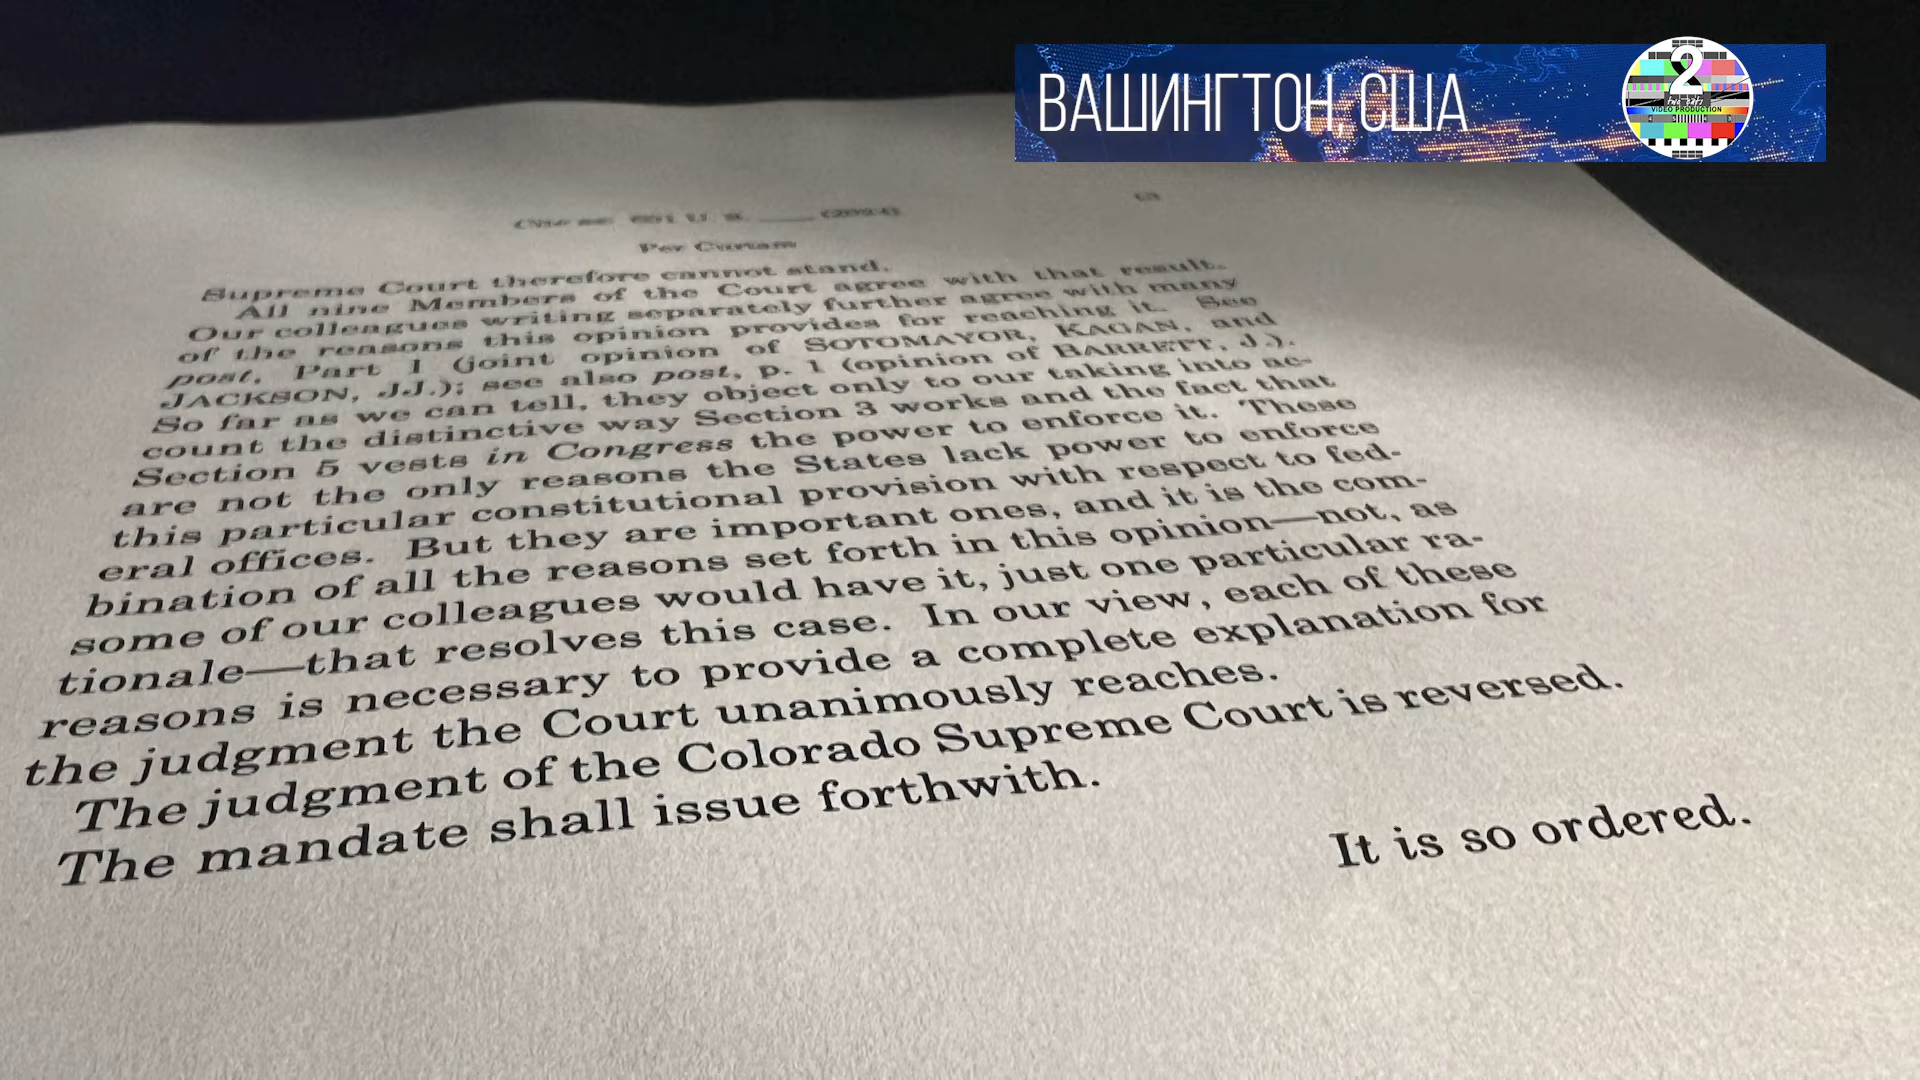 ВАШИНГТОН, США
2
VIDEO PRODUCTION
Cite as: 601 U. S. ____ (2024)
13
Per Curiam
Supreme Court therefore cannot stand.
All nine Members of the Court agree with that result.
Our colleagues writing separately further agree with many
of the reasons this opinion provides for reaching it. See
post, Part I (joint opinion of SOTOMAYOR, KAGAN, and
JACKSON, JJ.); see also post, p. 1 (opinion of BARRETT, J.).
So far as we can tell, they object only to our taking into ac-
count the distinctive way Section 3 works and the fact that
Section 5 vests in Congress the power to enforce it. These
are not the only reasons the States lack power to enforce
this particular constitutional provision with respect to fed-
eral offices. But they are important ones, and it is the com-
bination of all the reasons set forth in this opinion—not, as
some of our colleagues would have it, just one particular ra-
tionale—that resolves this case. In our view, each of these
reasons is necessary to provide a complete explanation for
the judgment the Court unanimously reaches.
The judgment of the Colorado Supreme Court is reversed.
The mandate shall issue forthwith.
It is so ordered.